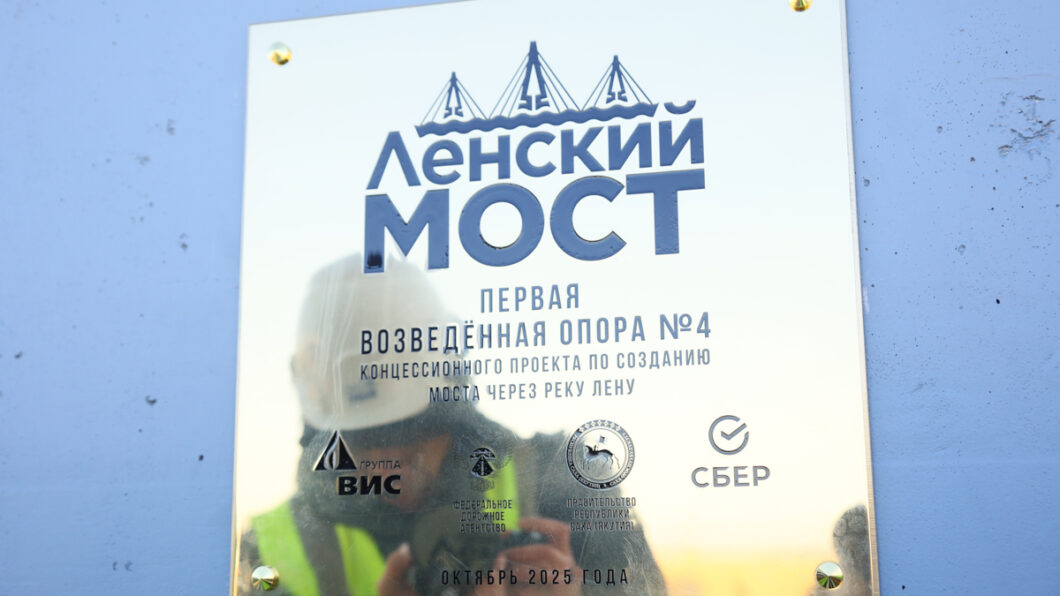 Ленский
МОСТ
ПЕРВАЯ
ВОЗВЕДЁННАЯ ОПОРА №4
КОНЦЕССИОННОГО ПРОЕКТА ПО СОЗДАНИЮ
МОСТА ЧЕРЕЗ РЕКУ ЛЕНУ
ГРУППА
ВИС
ФЕДЕРАЛЬНОЕ
ДОРОЖНОЕ
АГЕНТСТВО
ПРАВИТЕЛЬСТВО
РЕСПУБЛИКИ
САХА (ЯКУТИЯ)
СБЕР
ОКТЯБРЬ 2025 ГОДА